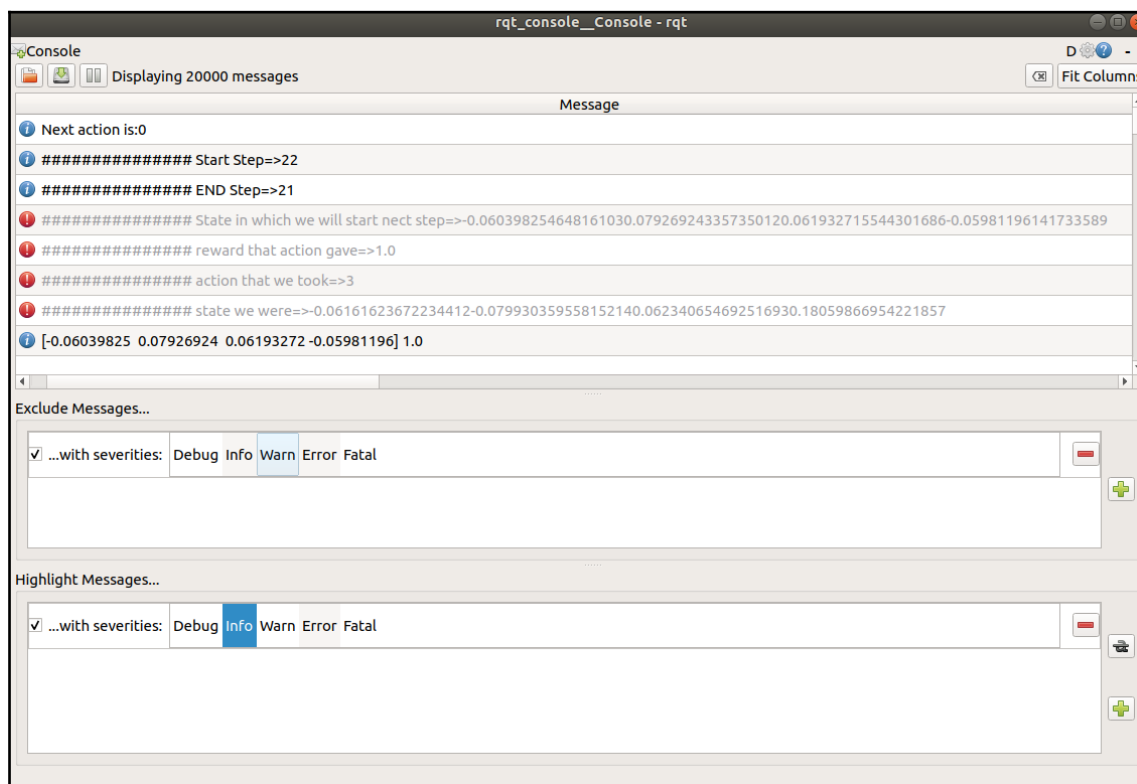 rqt_console__Console - rqt
Console D -
Displaying 20000 messages Fit Columns
Message
Next action is:0
############### Start Step=>22
############### END Step=>21
############### State in which we will start nect step=>-0.060398254648161030.079269243357350120.061932715544301686-0.05981196141733589
############### reward that action gave=>1.0
############### action that we took=>3
############### state we were=>-0.06161623672234412-0.079930359558152140.062340654692516930.18059866954221857
[-0.06039825 0.07926924 0.06193272 -0.05981196] 1.0
Exclude Messages...
...with severities: Debug Info Warn Error Fatal
Highlight Messages...
...with severities: Debug Info Warn Error Fatal